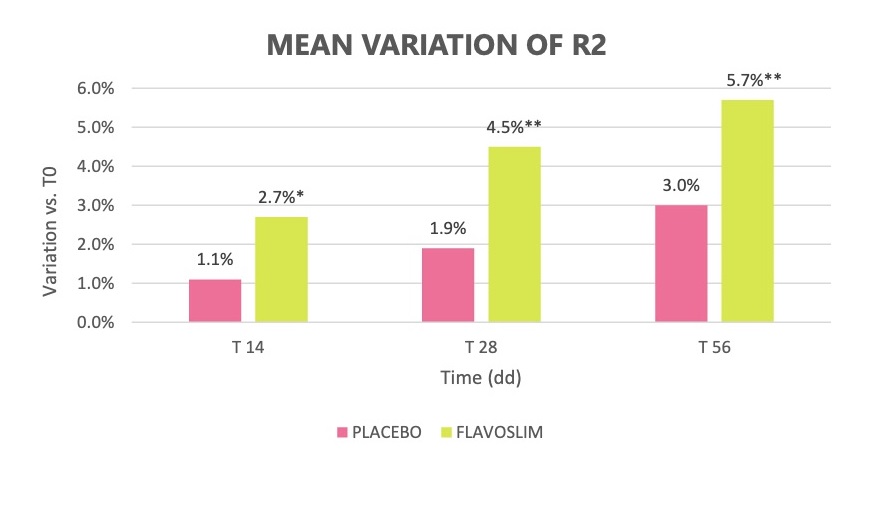 MEAN VARIATION OF R2
6.0%
5.0%
4.0%
3.0%
2.0%
1.0%
0.0%
Variation vs. T0
1.1%
2.7%*
1.9%
4.5%**
3.0%
5.7%**
T 14
T 28
T 56
Time (dd)
PLACEBO
FLAVOSLIM